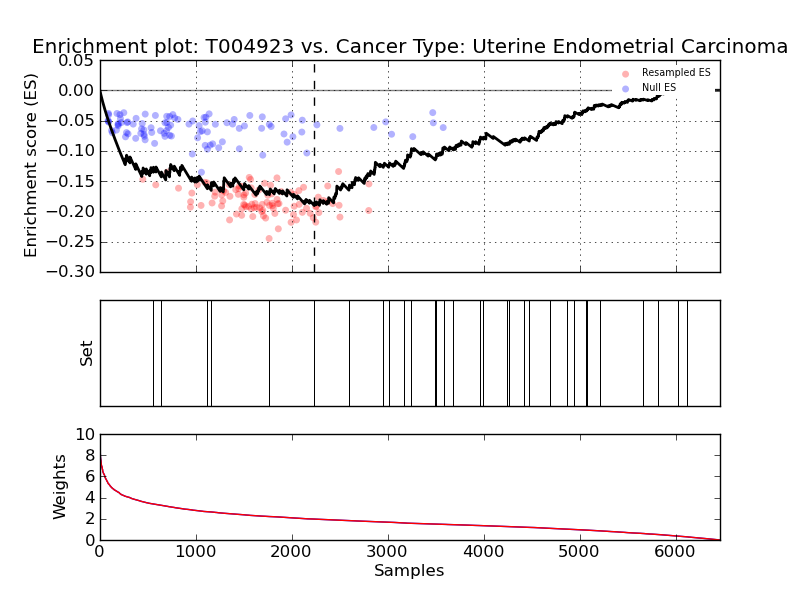 Enrichment plot: T004923 vs. Cancer Type: Uterine Endometrial Carcinoma
Enrichment score (ES)
0.05
0.00
−0.05
−0.10
−0.15
−0.20
−0.25
−0.30
Resampled ES
Null ES
Set
Weights
10
8
6
4
2
0
0 1000 2000 3000 4000 5000 6000
Samples